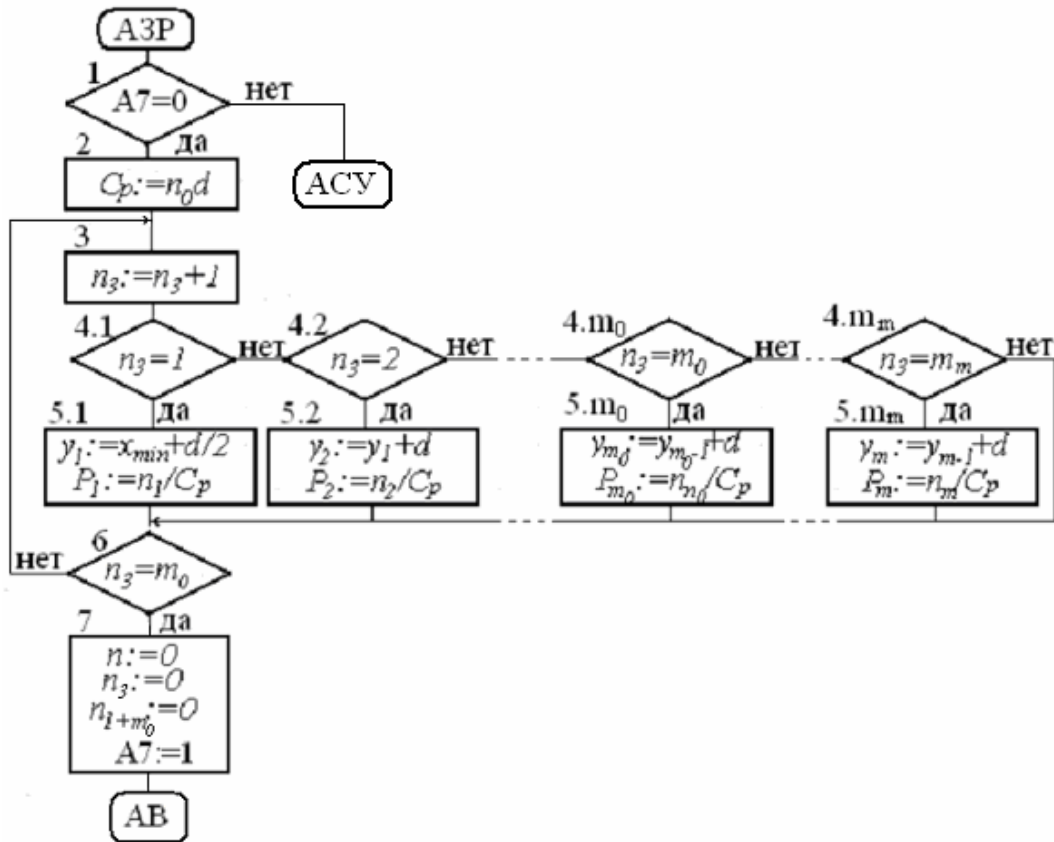 АЗР
1
А7=0
нет
да
2
Cp:=n0d
АСУ
3
n3:=n3+1
4.1
n3=1
нет
4.2
n3=2
нет
4.m0
n3=m0
нет
4.mm
n3=mm
нет
да
да
да
да
5.1
5.2
5.m0
5.mm
y1:=xmin+d/2
P1:=n1/Cp
y2:=y1+d
P2:=n2/Cp
ym0:=ym0-1+d
Pm0:=nn0/Cp
ym:=ym-1+d
Pm:=nm/Cp
6
нет
n3=m0
да
7
n:=0
n3:=0
n1+m0:=0
А7:=1
АВ